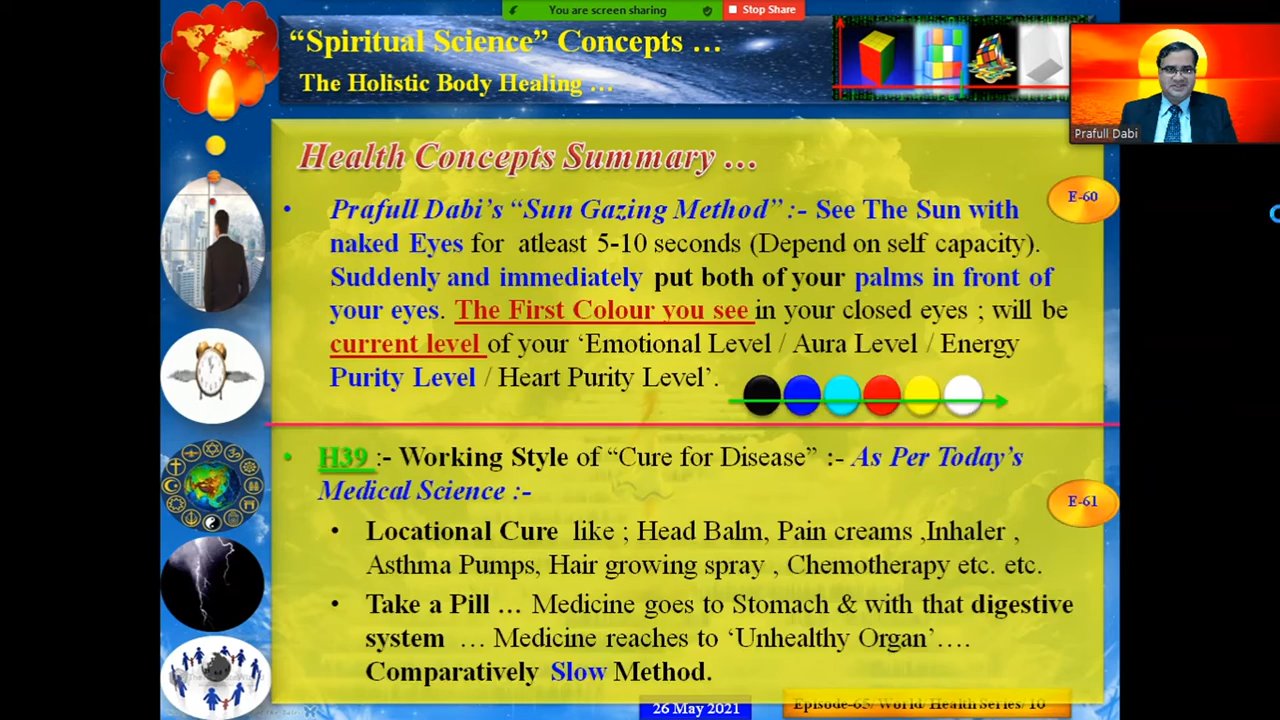 You are screen sharing
Stop Share
“Spiritual Science” Concepts …
The Holistic Body Healing …
Prafull Dabi
Health Concepts Summary …
• Prafull Dabi’s “Sun Gazing Method” :- See The Sun with
naked Eyes for atleast 5-10 seconds (Depend on self capacity).
Suddenly and immediately put both of your palms in front of
your eyes. The First Colour you see in your closed eyes ; will be
current level of your ‘Emotional Level / Aura Level / Energy
Purity Level / Heart Purity Level’.
E-60
• H39 :- Working Style of “Cure for Disease” :- As Per Today’s
Medical Science :-
E-61
• Locational Cure like ; Head Balm, Pain creams ,Inhaler ,
Asthma Pumps, Hair growing spray , Chemotherapy etc. etc.
• Take a Pill … Medicine goes to Stomach & with that digestive
system … Medicine reaches to ‘Unhealthy Organ’….
Comparatively Slow Method.
26 May 2021
Episode-65/ World/ Health Series/ 10